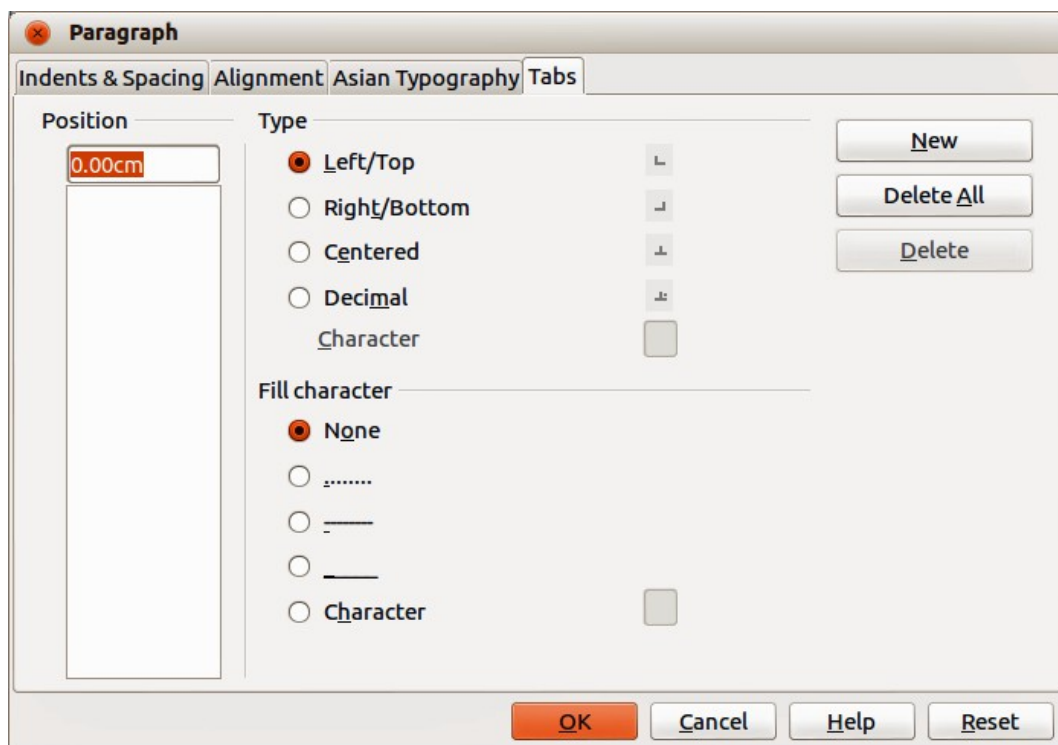 Paragraph
Indents & Spacing Alignment Asian Typography Tabs
Position
0.00cm
Type
Left/Top
Right/Bottom
Centered
Decimal
Character
Fill character
None
........
--------
______
Character
New
Delete All
Delete
OK Cancel Help Reset